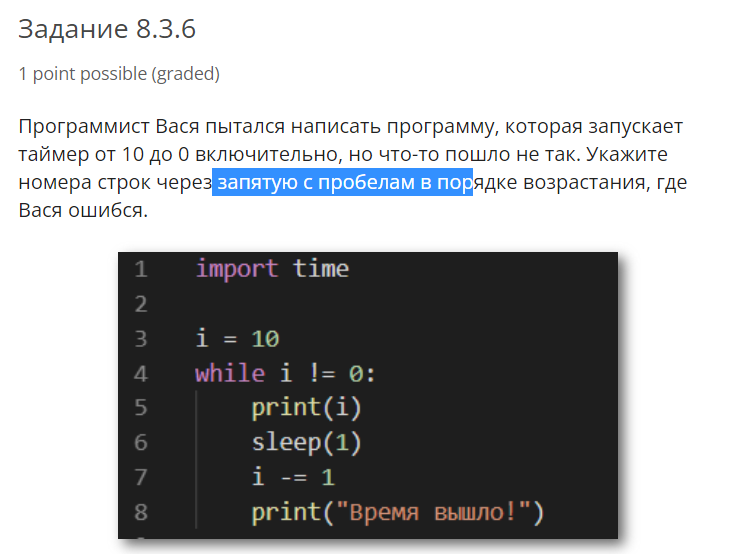 Задание 8.3.6
1 point possible (graded)
Программист Вася пытался написать программу, которая запускает
таймер от 10 до 0 включительно, но что-то пошло не так. Укажите
номера строк через запятую с пробелам в порядке возрастания, где
Вася ошибся.
1 import time
2
3 i = 10
4 while i != 0:
5 print(i)
6 sleep(1)
7 i -= 1
8 print("Время вышло!")